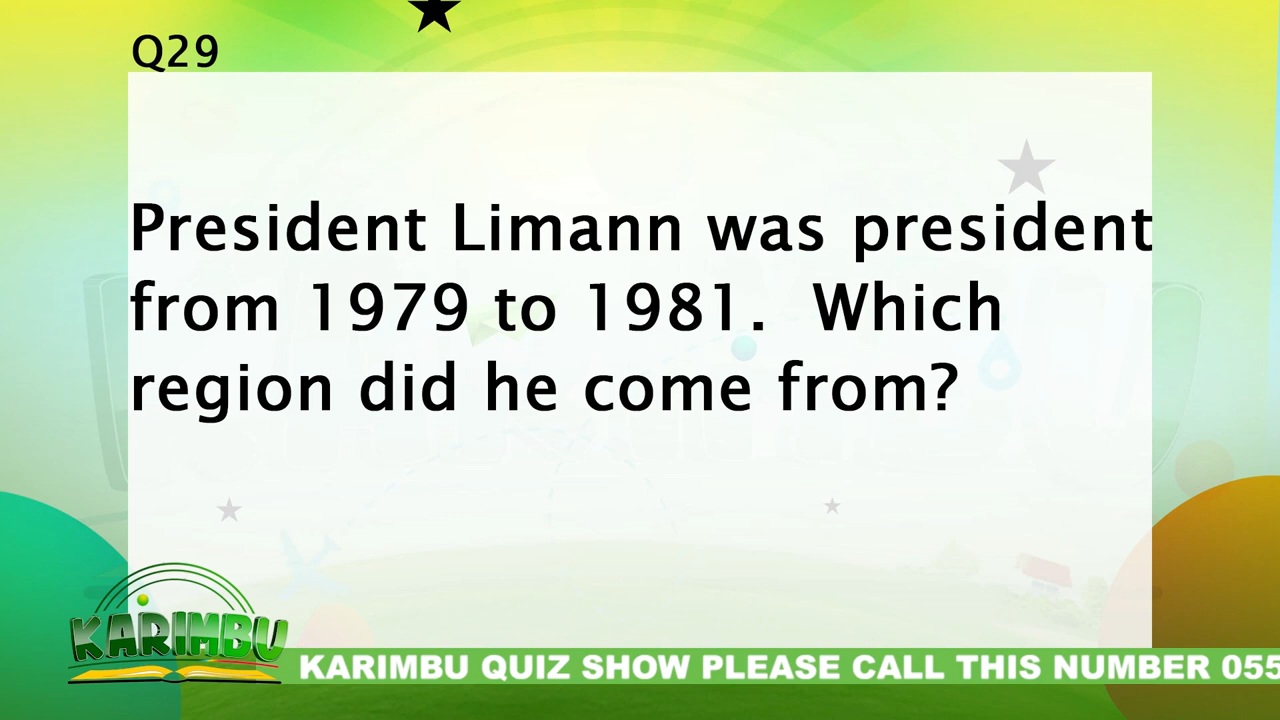 Q29
President Limann was president
from 1979 to 1981. Which
region did he come from?
KARIMBU
KARIMBU QUIZ SHOW PLEASE CALL THIS NUMBER 055